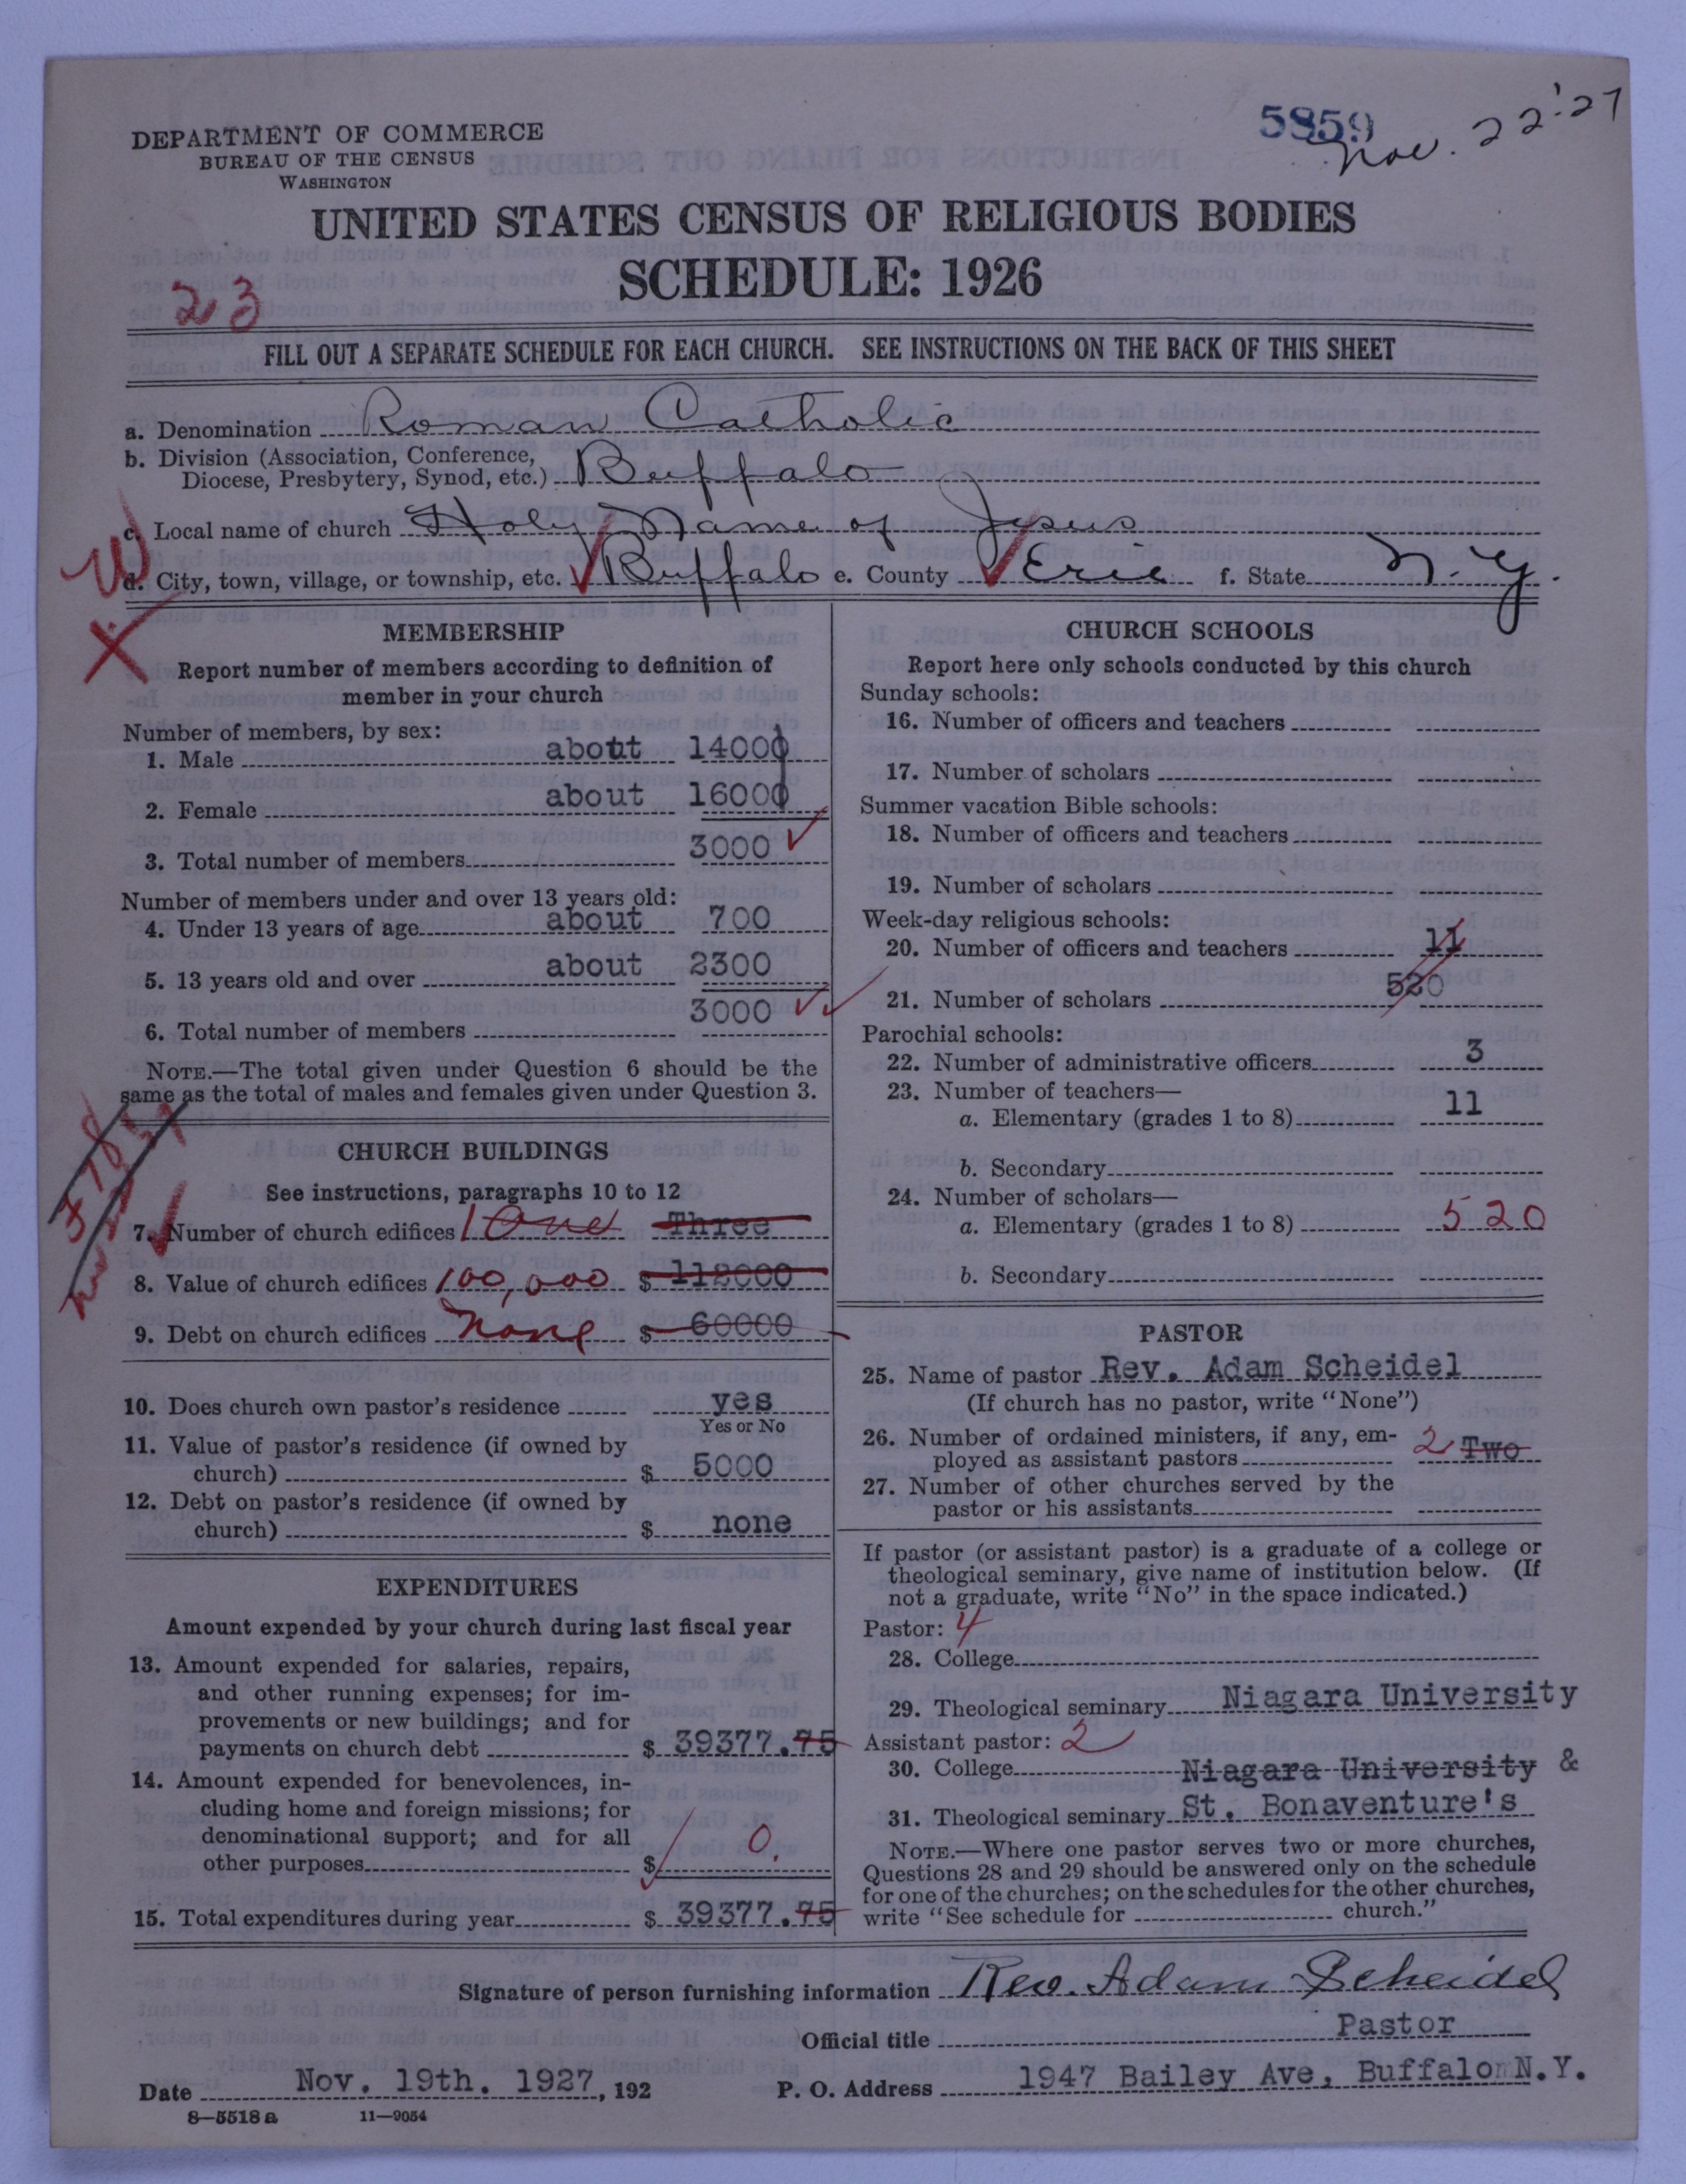 5859
Nov. 22-'27
DEPARTMENT OF COMMERCE
BUREAU OF THE CENSUS
WASHINGTON
UNITED STATES CENSUS OF RELIGIOUS BODIES
SCHEDULE: 1926
23
FILL OUT A SEPARATE SCHEDULE FOR EACH CHURCH. SEE INSTRUCTIONS ON THE BACK OF THIS SHEET
a. Denomination Roman Catholic
b. Division (Association, Conference,
Diocese, Presbytery, Synod, etc.) Buffalo
c. Local name of church Holy Name of Jesus
d. City, town, village, or township, etc. Buffalo e. County Erie f. State N.Y.
MEMBERSHIP
Report number of members according to definition of
member in your church
Number of members, by sex:
1. Male about 14000
2. Female about 16000
3. Total number of members 3000
Number of members under and over 13 years old:
4. Under 13 years of age about 700
5. 13 years old and over about 2300
6. Total number of members 3000
NOTE.—The total given under Question 6 should be the
same as the total of males and females given under Question 3.
CHURCH BUILDINGS
See instructions, paragraphs 10 to 12
7. Number of church edifices 1 One Three
8. Value of church edifices 100,000 $ 112000
9. Debt on church edifices None $ 60000
10. Does church own pastor's residence yes
Yes or No
11. Value of pastor's residence (if owned by
church) $ 5000
12. Debt on pastor's residence (if owned by
church) $ none
EXPENDITURES
Amount expended by your church during last fiscal year
13. Amount expended for salaries, repairs,
and other running expenses; for im-
provements or new buildings; and for
payments on church debt $ 39377.75
14. Amount expended for benevolences, in-
cluding home and foreign missions; for
denominational support; and for all
other purposes $ 0.
15. Total expenditures during year $ 39377.75
CHURCH SCHOOLS
Report here only schools conducted by this church
Sunday schools:
16. Number of officers and teachers
17. Number of scholars
Summer vacation Bible schools:
18. Number of officers and teachers
19. Number of scholars
Week-day religious schools:
20. Number of officers and teachers 11
21. Number of scholars 520
Parochial schools:
22. Number of administrative officers 3
23. Number of teachers—
a. Elementary (grades 1 to 8) 11
b. Secondary
24. Number of scholars—
a. Elementary (grades 1 to 8) 520
b. Secondary
PASTOR
25. Name of pastor Rev. Adam Scheidel
(If church has no pastor, write "None")
26. Number of ordained ministers, if any, em-
ployed as assistant pastors 2 Two
27. Number of other churches served by the
pastor or his assistants
If pastor (or assistant pastor) is a graduate of a college or
theological seminary, give name of institution below. (If
not a graduate, write "No" in the space indicated.)
Pastor: 4
28. College
29. Theological seminary Niagara University
Assistant pastor: 2
30. College Niagara University &
31. Theological seminary St. Bonaventure's
NOTE.—Where one pastor serves two or more churches,
Questions 28 and 29 should be answered only on the schedule
for one of the churches; on the schedules for the other churches,
write "See schedule for church."
Signature of person furnishing information Rev. Adam Scheidel
Official title Pastor
Date Nov. 19th. 1927, 192 P. O. Address 1947 Bailey Ave, Buffalo N.Y.
8—5518a 11—9054